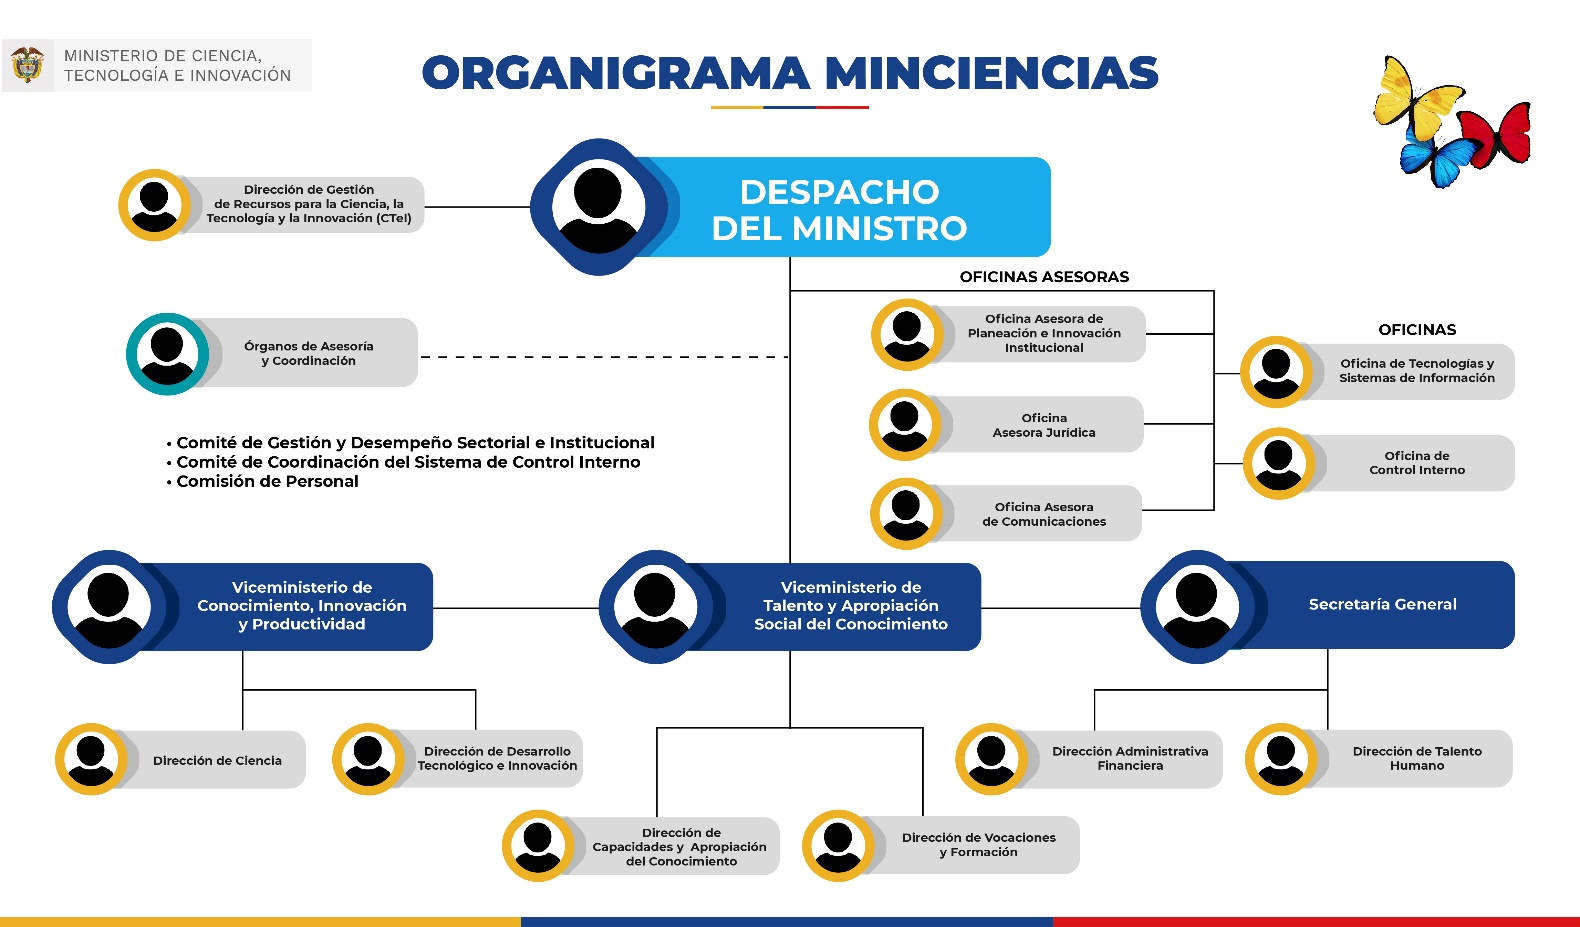 MINISTERIO DE CIENCIA,
TECNOLOGÍA E INNOVACIÓN
ORGANIGRAMA MINCIENCIAS
Dirección de Gestión
de Recursos para la Ciencia, la
Tecnología y la Innovación (CTeI)
DESPACHO
DEL MINISTRO
OFICINAS ASESORAS
Oficina Asesora de
Planeación e Innovación
Institucional
OFICINAS
Oficina de Tecnologías y
Sistemas de Información
Órganos de Asesoría
y Coordinación
Oficina
Asesora Jurídica
Oficina de
Control Interno
• Comité de Gestión y Desempeño Sectorial e Institucional
• Comité de Coordinación del Sistema de Control Interno
• Comisión de Personal
Oficina Asesora
de Comunicaciones
Viceministerio de
Conocimiento, Innovación
y Productividad
Viceministerio de
Talento y Apropiación
Social del Conocimiento
Secretaría General
Dirección de Ciencia
Dirección de Desarrollo
Tecnológico e Innovación
Dirección Administrativa
Financiera
Dirección de Talento
Humano
Dirección de
Capacidades y Apropiación
del Conocimiento
Dirección de Vocaciones
y Formación